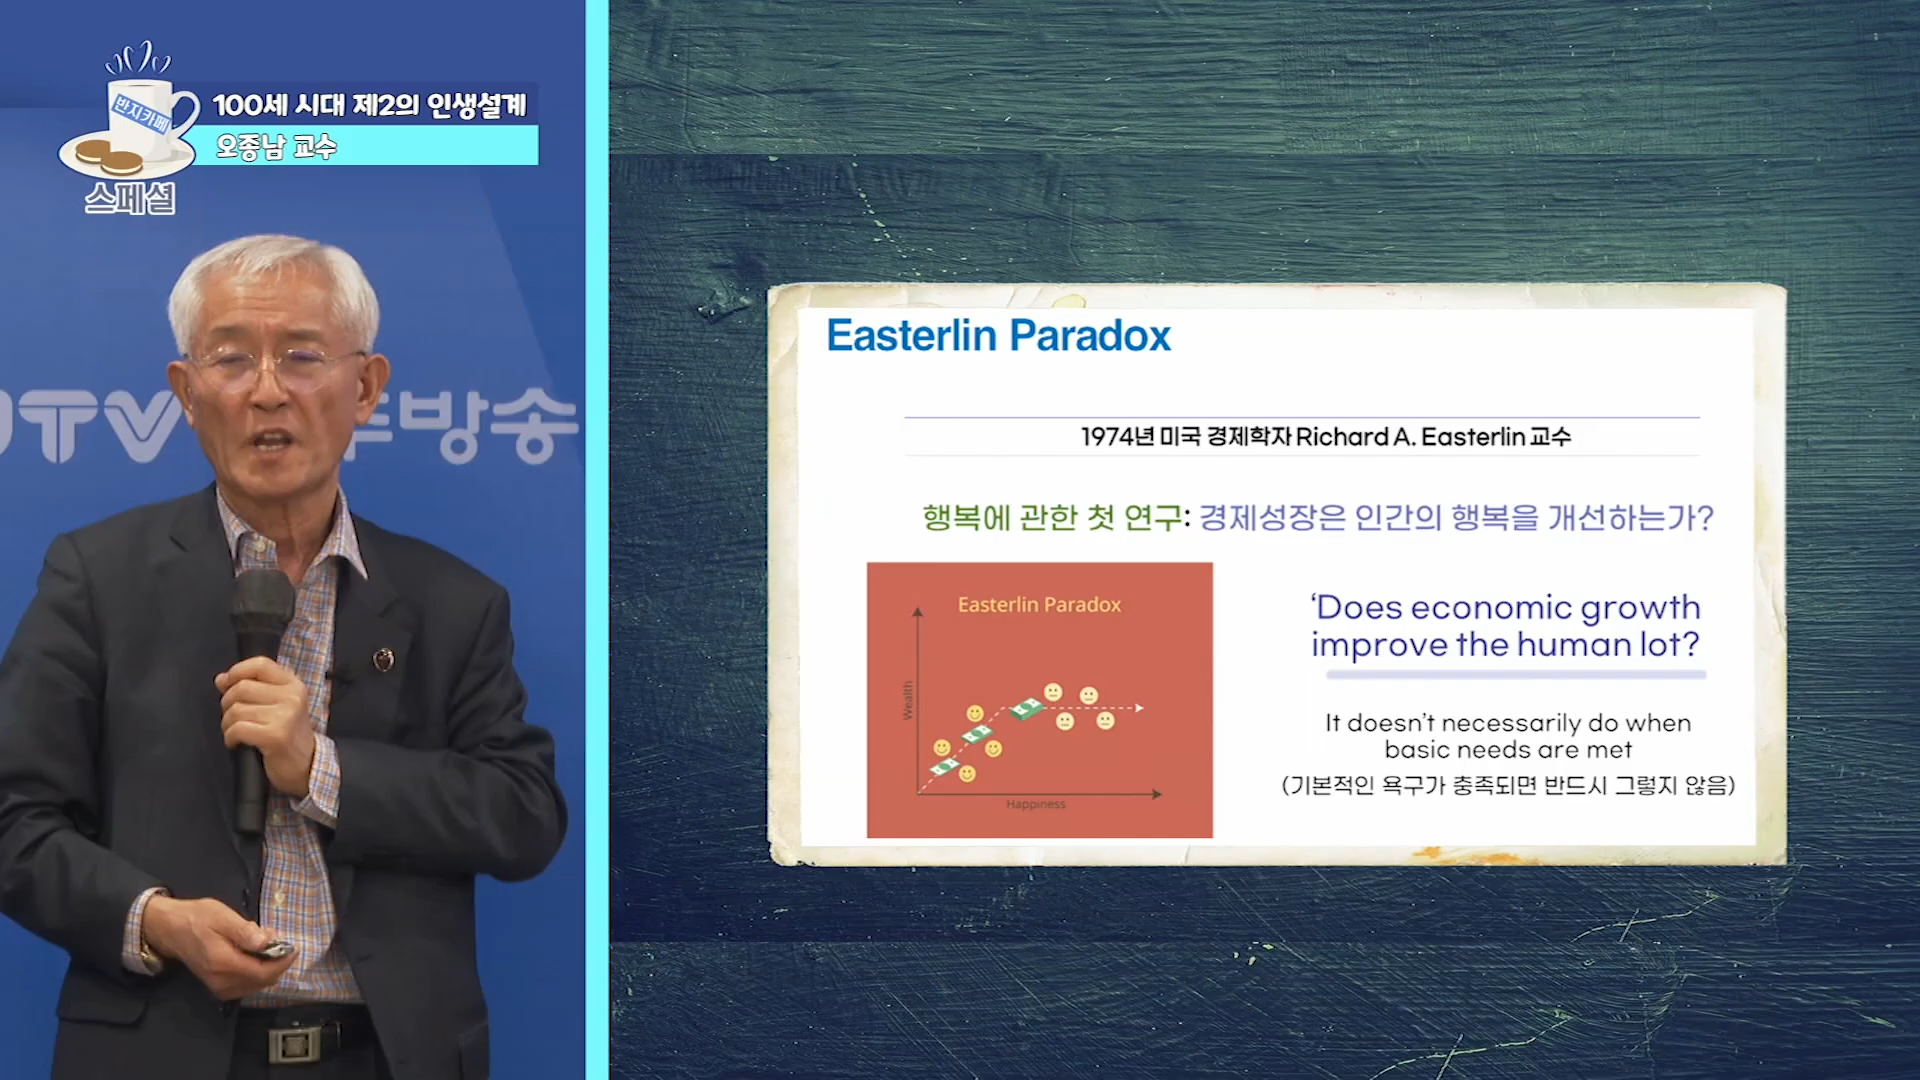 반지카페
스페셜
100세 시대 제2의 인생설계
오종남 교수
JTV 주방송
Easterlin Paradox
1974년 미국 경제학자 Richard A. Easterlin 교수
행복에 관한 첫 연구: 경제성장은 인간의 행복을 개선하는가?
Easterlin Paradox
Wealth
Happiness
‘Does economic growth
improve the human lot?
It doesn’t necessarily do when
basic needs are met
(기본적인 욕구가 충족되면 반드시 그렇지 않음)